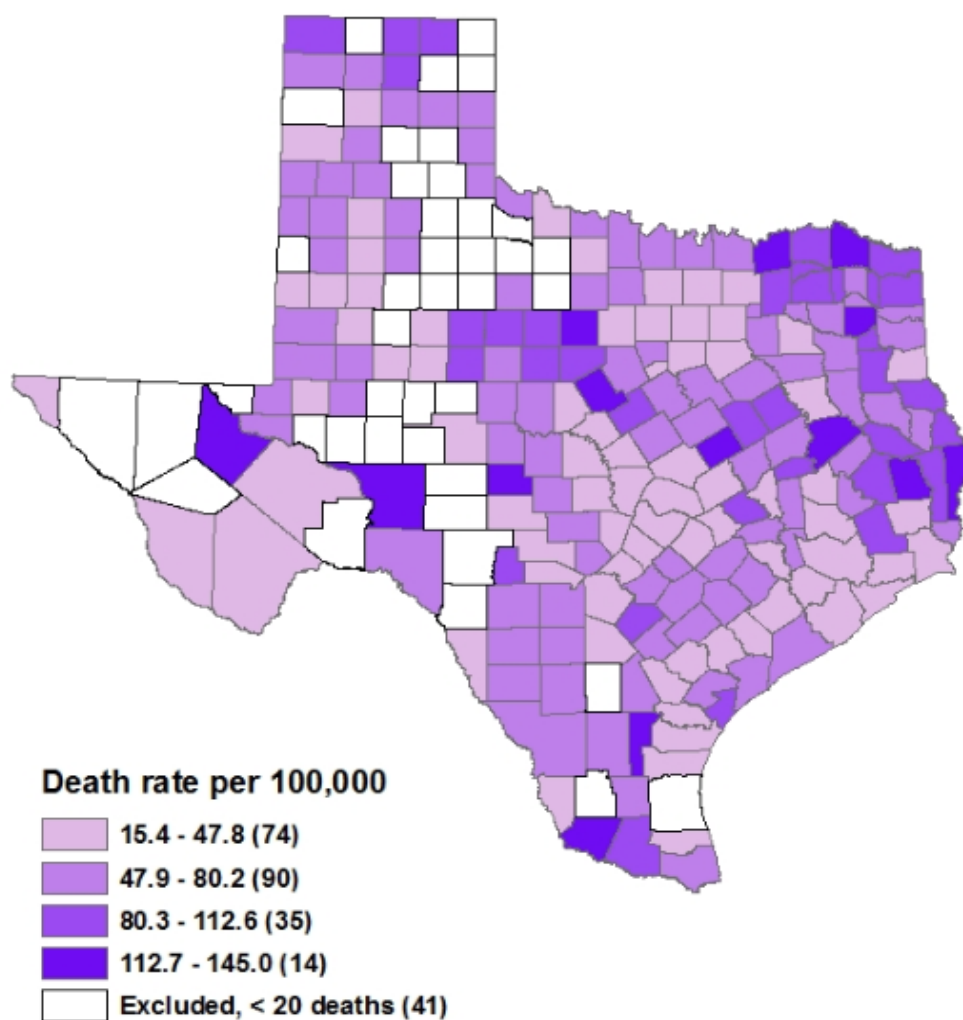 Death rate per 100,000
15.4 - 47.8 (74)
47.9 - 80.2 (90)
80.3 - 112.6 (35)
112.7 - 145.0 (14)
Excluded, < 20 deaths (41)